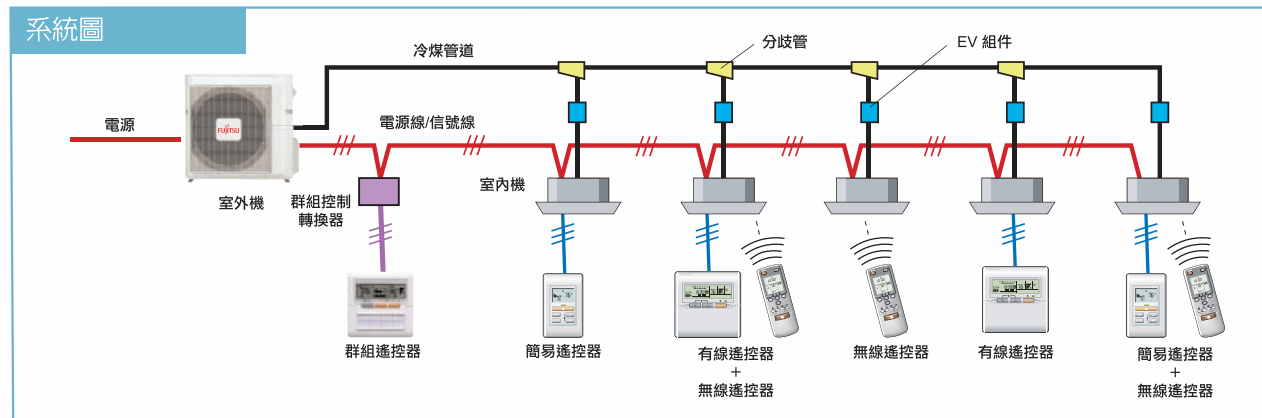 系統圖
冷煤管道
分歧管
EV 組件
電源
FUJITSU
電源線/信號線
室外機
群組控制
轉換器
室內機
群組遙控器
簡易遙控器
有線遙控器
+
無線遙控器
無線遙控器
有線遙控器
簡易遙控器
+
無線遙控器